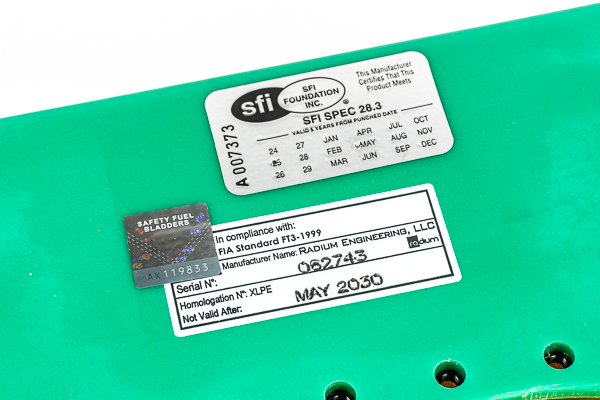 sfi
SFI
FOUNDATION
INC.
®
This Manufacturer
Certifies That This
Product Meets
SFI SPEC 28.3
VALID 5 YEARS FROM PUNCHED DATE
A 007373
24 27 JAN APR JUL OCT
25 28 FEB MAY AUG NOV
26 29 MAR JUN SEP DEC
SAFETY FUEL
BLADDERS
AK119833
In compliance with:
FIA Standard FT3-1999
Manufacturer Name: RADIUM ENGINEERING, LLC
radium
Serial N°: 062743
Homologation N°: XLPE
Not Valid After: MAY 2030